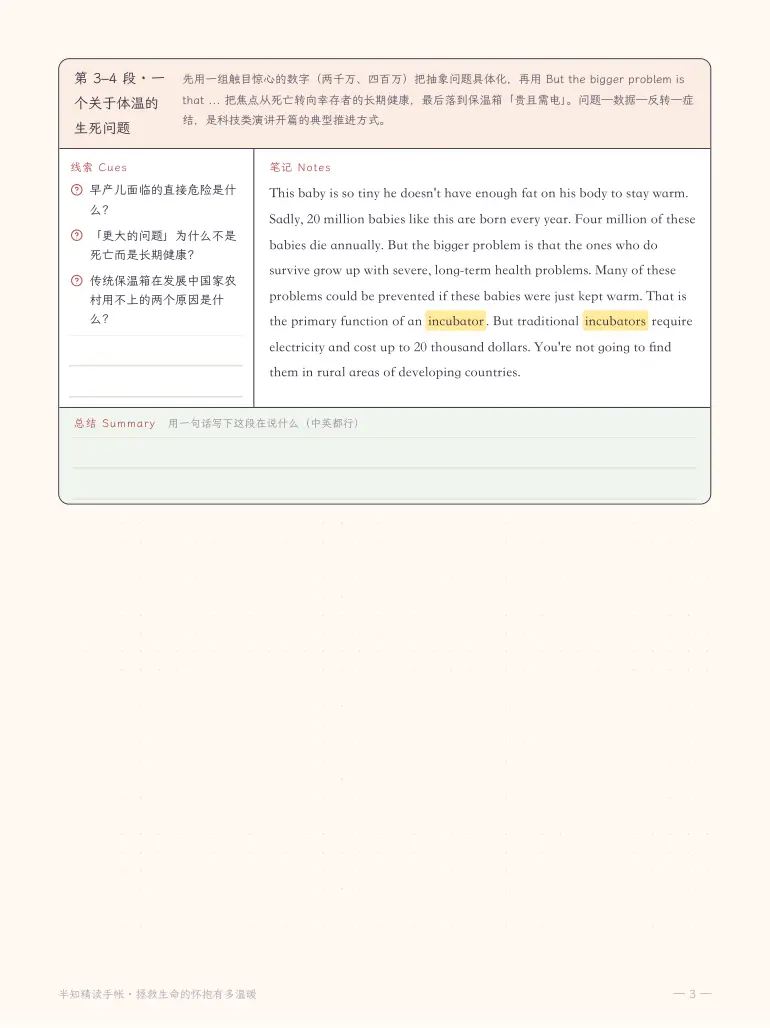 第 3–4 段・一
个关于体温的
生死问题
先用一组触目惊心的数字（两千万、四百万）把抽象问题具体化，再用 But the bigger problem is
that … 把焦点从死亡转向幸存者的长期健康，最后落到保温箱「贵且需电」。问题—数据—反转—症
结，是科技类演讲开篇的典型推进方式。
线索 Cues
早产儿面临的直接危险是什
么？
「更大的问题」为什么不是
死亡而是长期健康？
传统保温箱在发展中国家农
村用不上的两个原因是什
么？
笔记 Notes
This baby is so tiny he doesn't have enough fat on his body to stay warm.
Sadly, 20 million babies like this are born every year. Four million of these
babies die annually. But the bigger problem is that the ones who do
survive grow up with severe, long-term health problems. Many of these
problems could be prevented if these babies were just kept warm. That is
the primary function of an incubator. But traditional incubators require
electricity and cost up to 20 thousand dollars. You're not going to find
them in rural areas of developing countries.
总结 Summary 用一句话写下这段在说什么（中英都行）
半知精读手帐・拯救生命的怀抱有多温暖
— 3 —